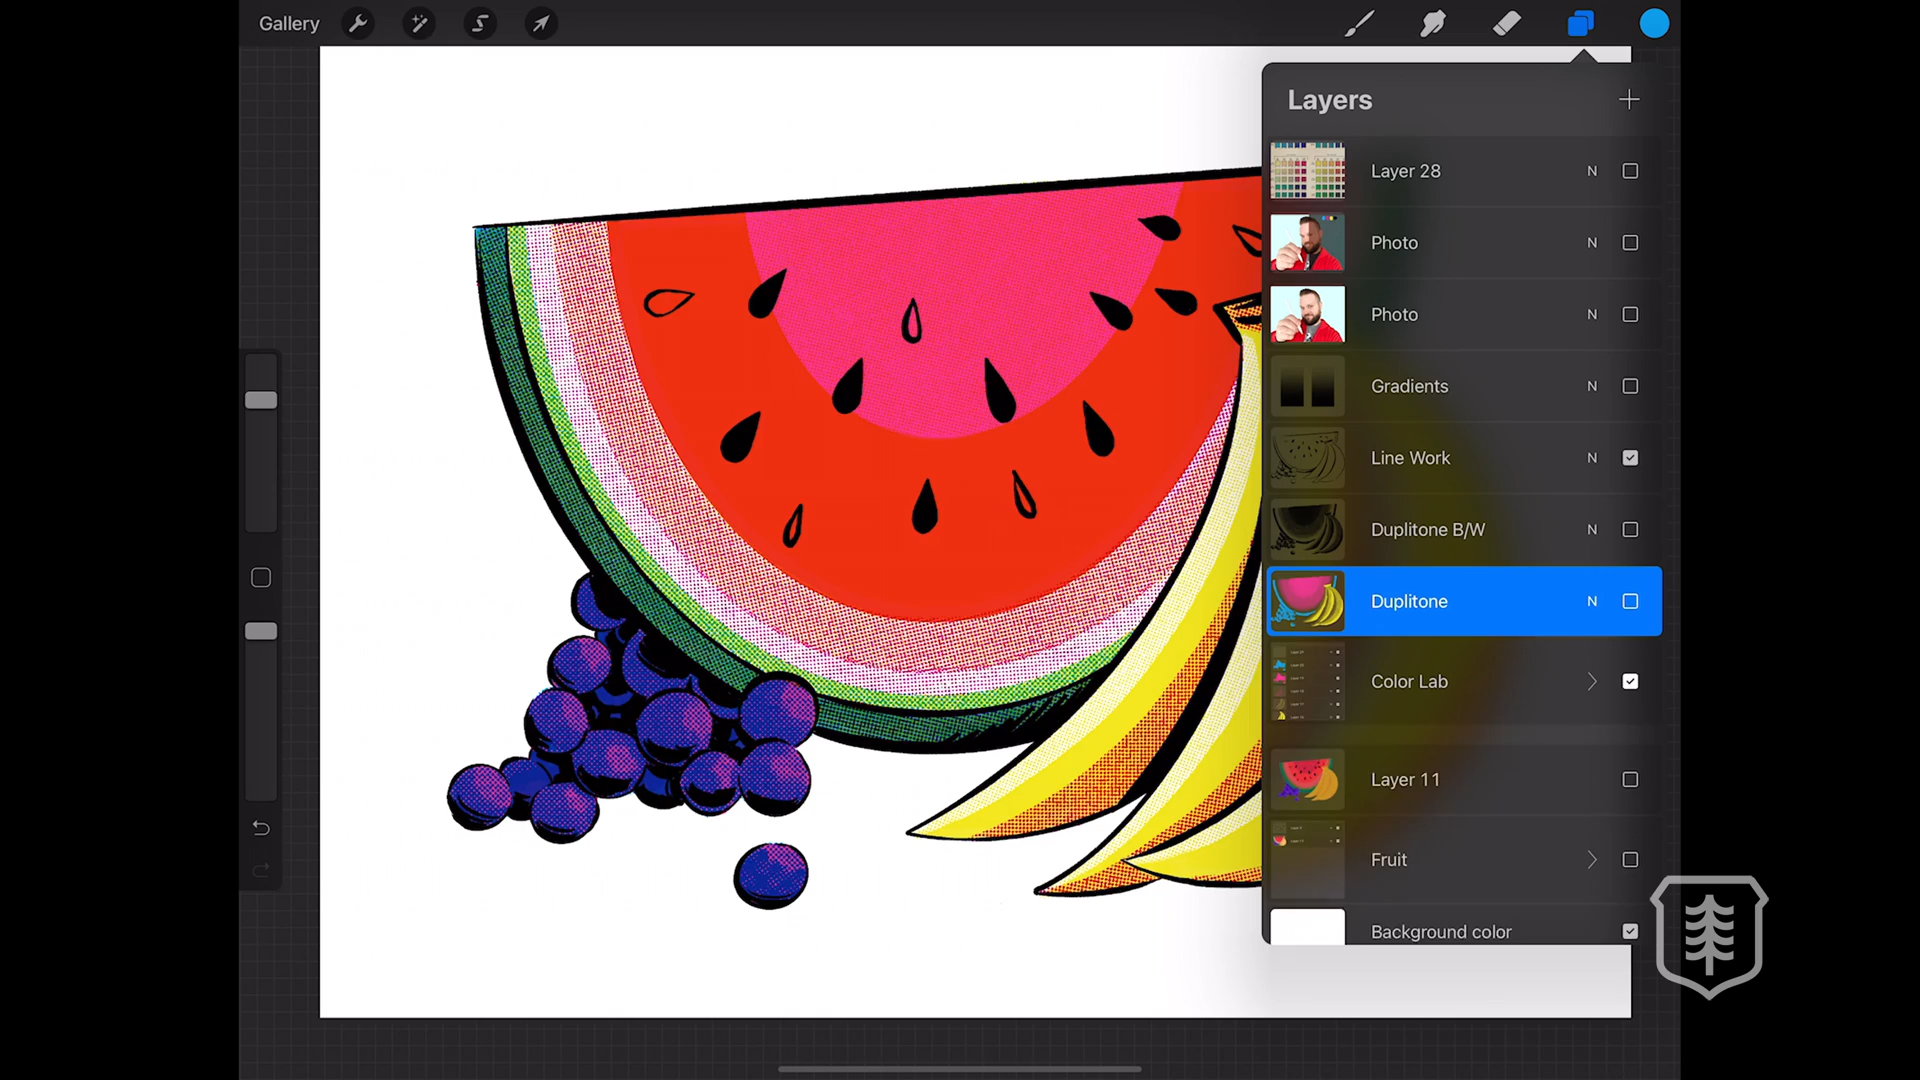 Gallery
Layers
Layer 28 N
Photo N
Photo N
Gradients N
Line Work N
Duplitone B/W N
Duplitone N
Color Lab
Layer 11
Fruit
Background color